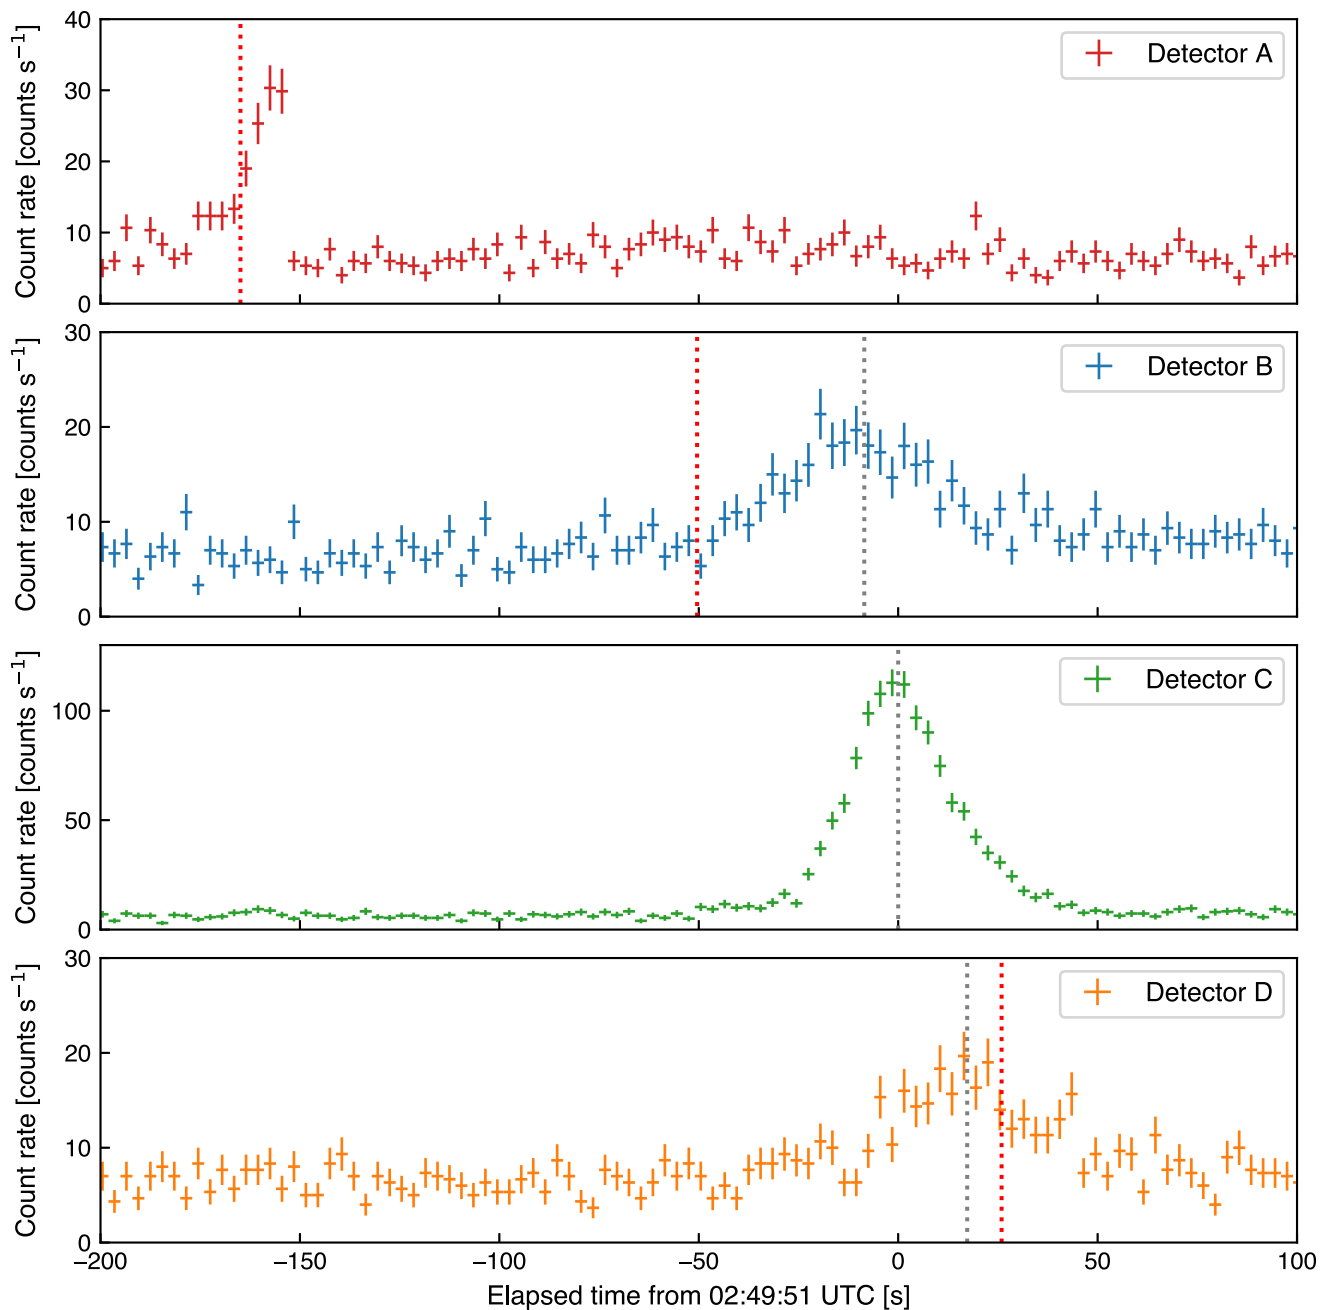 40
30
20
10
0
Count rate [counts s⁻¹]
Detector A
30
20
10
0
Count rate [counts s⁻¹]
Detector B
100
50
0
Count rate [counts s⁻¹]
Detector C
30
20
10
0
Count rate [counts s⁻¹]
Detector D
−200 −150 −100 −50 0 50 100
Elapsed time from 02:49:51 UTC [s]